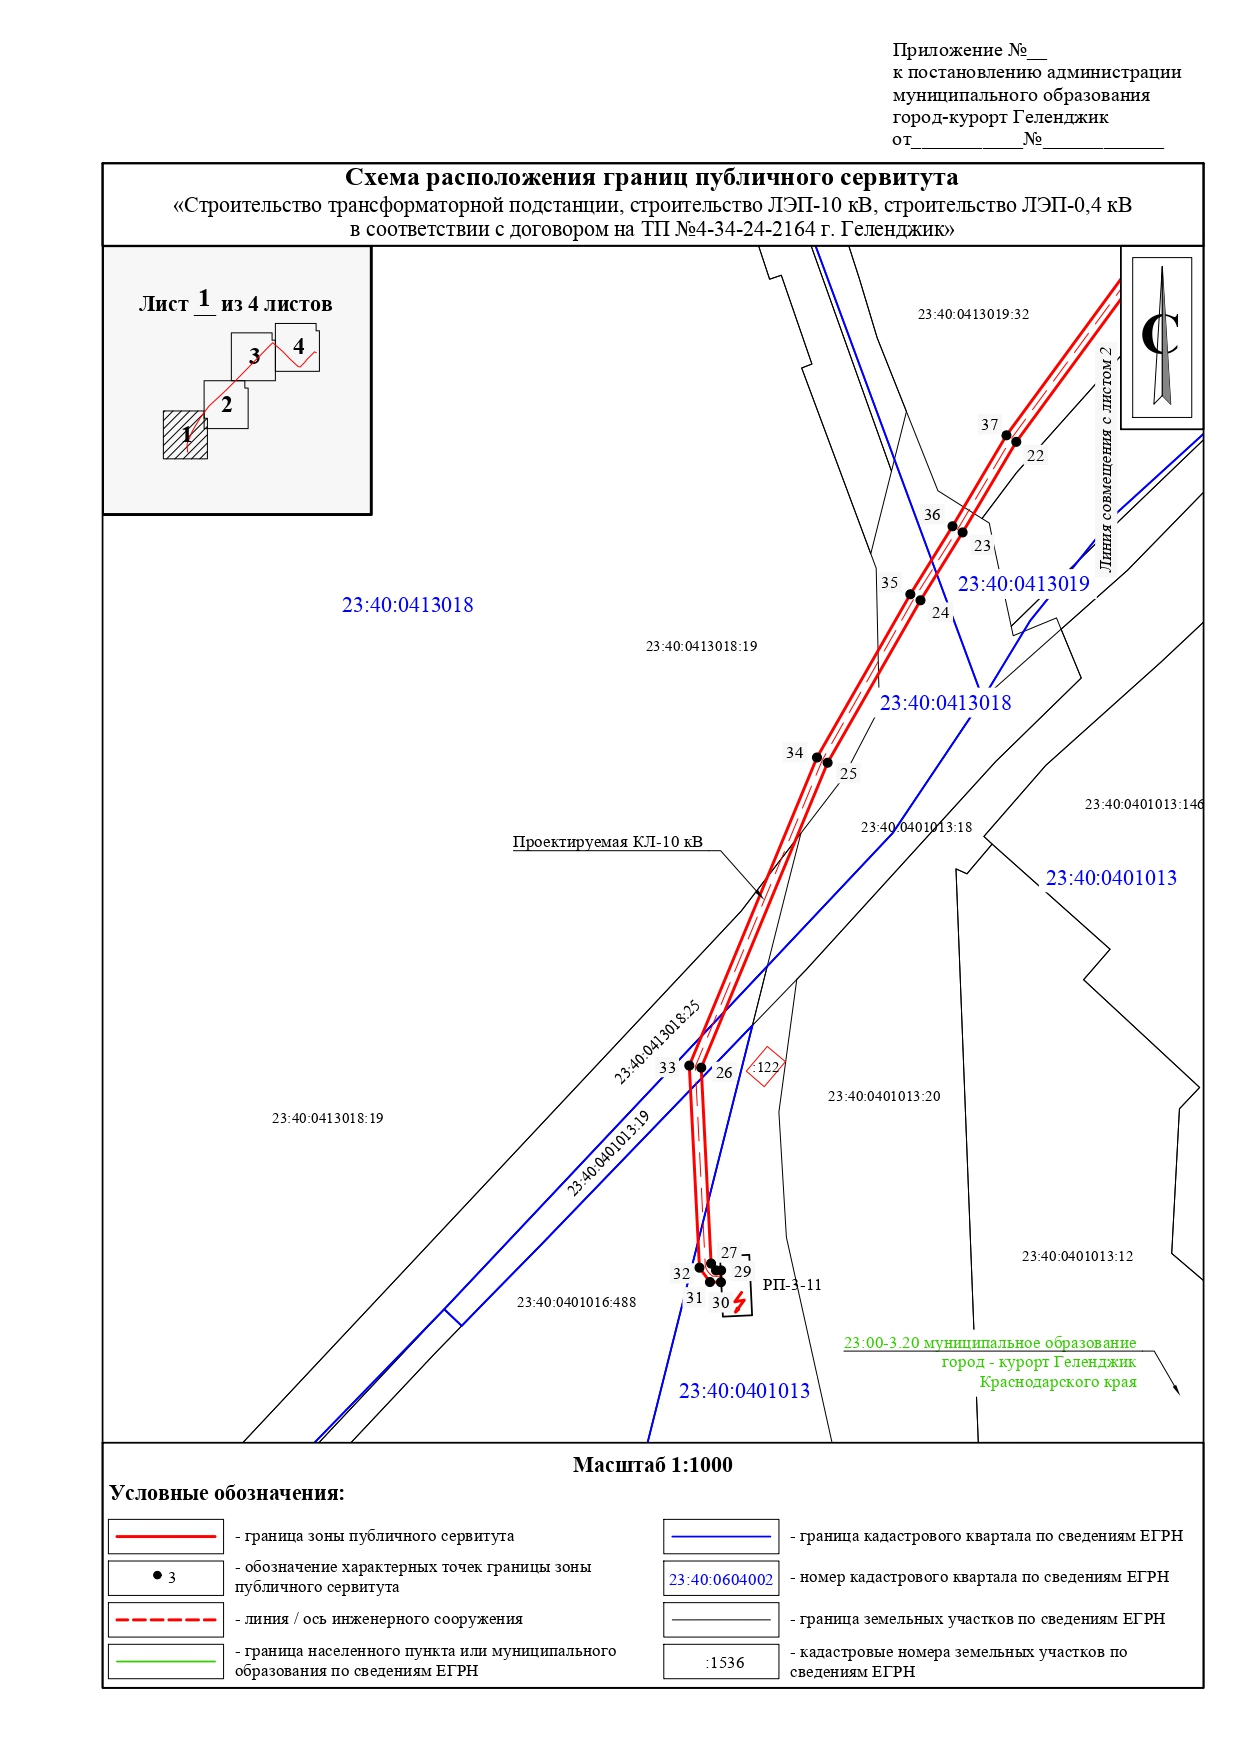 Приложение №__
к постановлению администрации
муниципального образования
город-курорт Геленджик
от___________№____________
Схема расположения границ публичного сервитута
«Строительство трансформаторной подстанции, строительство ЛЭП-10 кВ, строительство ЛЭП-0,4 кВ
в соответствии с договором на ТП №4-34-24-2164 г. Геленджик»
Лист 1 из 4 листов
4
3
2
1
С
23:40:0413019:32
Линия совмещения с листом 2
37
22
36
23
35
24
23:40:0413019
23:40:0413018
23:40:0413018:19
23:40:0413018
34
25
23:40:0401013:146
23:40:0401013:18
Проектируемая КЛ-10 кВ
23:40:0401013
23:40:0413018:25
33
26
:122
23:40:0401013:20
23:40:0413018:19
23:40:0401013:19
27
23:40:0401013:12
32
29
РП-3-11
31
30
23:40:0401016:488
23:00-3.20 муниципальное образование
город - курорт Геленджик
Краснодарского края
23:40:0401013
Масштаб 1:1000
Условные обозначения:
- граница зоны публичного сервитута
3
- обозначение характерных точек границы зоны
публичного сервитута
- линия / ось инженерного сооружения
- граница населенного пункта или муниципального
образования по сведениям ЕГРН
- граница кадастрового квартала по сведениям ЕГРН
23:40:0604002
- номер кадастрового квартала по сведениям ЕГРН
- граница земельных участков по сведениям ЕГРН
:1536
- кадастровые номера земельных участков по
сведениям ЕГРН